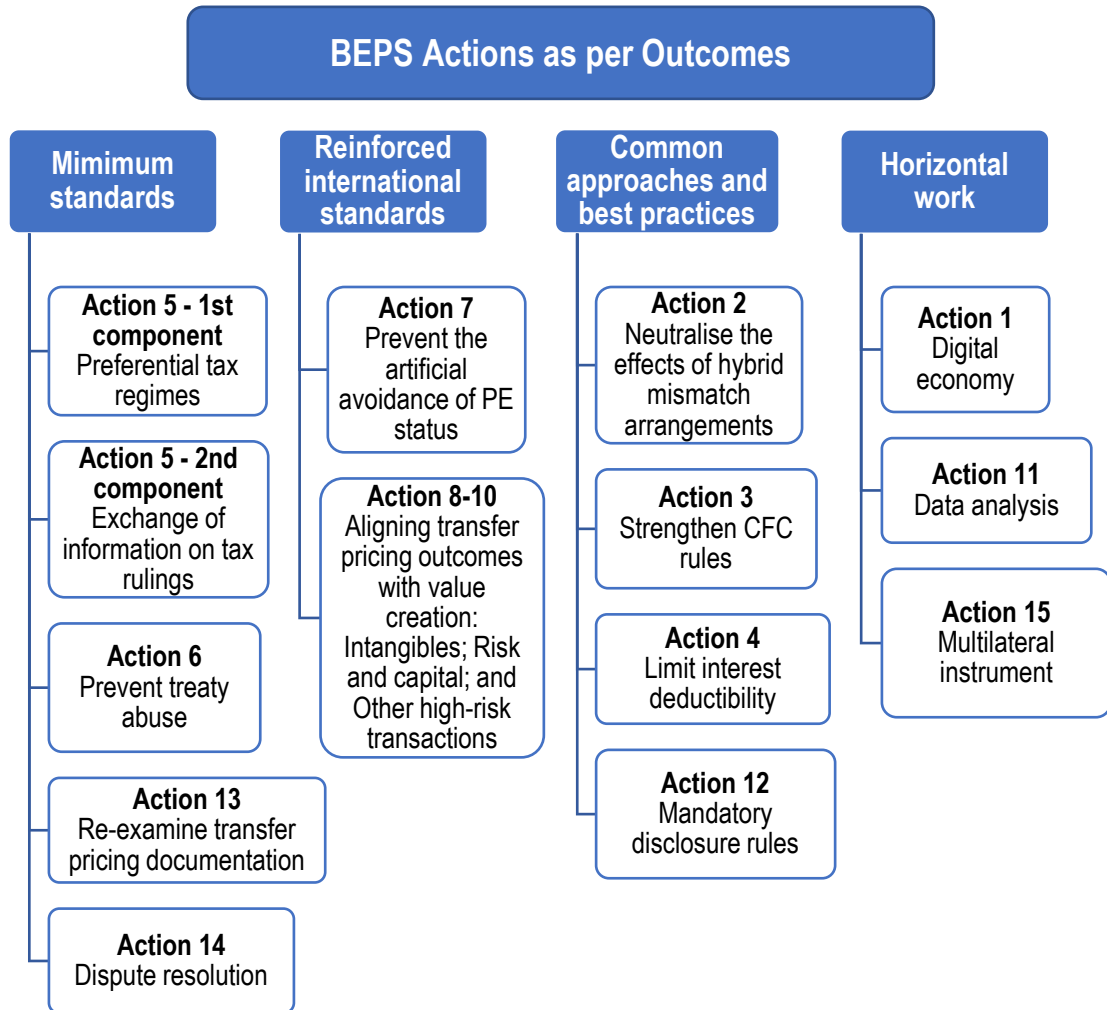 BEPS Actions as per Outcomes
Mimimum
standards
Action 5 - 1st
component
Preferential tax
regimes
Action 5 - 2nd
component
Exchange of
information on tax
rulings
Action 6
Prevent treaty
abuse
Action 13
Re-examine transfer
pricing documentation
Action 14
Dispute resolution
Reinforced
international
standards
Action 7
Prevent the
artificial
avoidance of PE
status
Action 8-10
Aligning transfer
pricing outcomes
with value
creation:
Intangibles; Risk
and capital; and
Other high-risk
transactions
Common
approaches and
best practices
Action 2
Neutralise the
effects of hybrid
mismatch
arrangements
Action 3
Strengthen CFC
rules
Action 4
Limit interest
deductibility
Action 12
Mandatory
disclosure rules
Horizontal
work
Action 1
Digital
economy
Action 11
Data analysis
Action 15
Multilateral
instrument